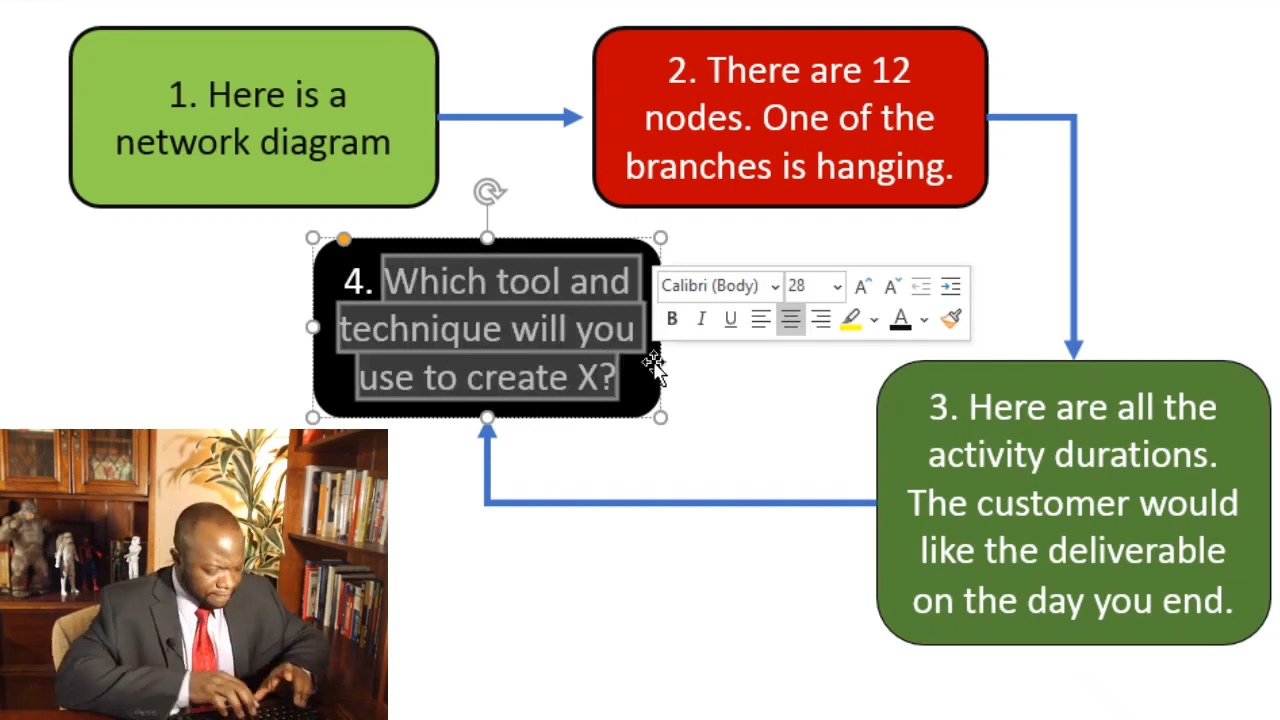 1. Here is a
network diagram
2. There are 12
nodes. One of the
branches is hanging.
4. Which tool and
technique will you
use to create X?
Calibri (Body)
28
A A
B I U A
3. Here are all the
activity durations.
The customer would
like the deliverable
on the day you end.